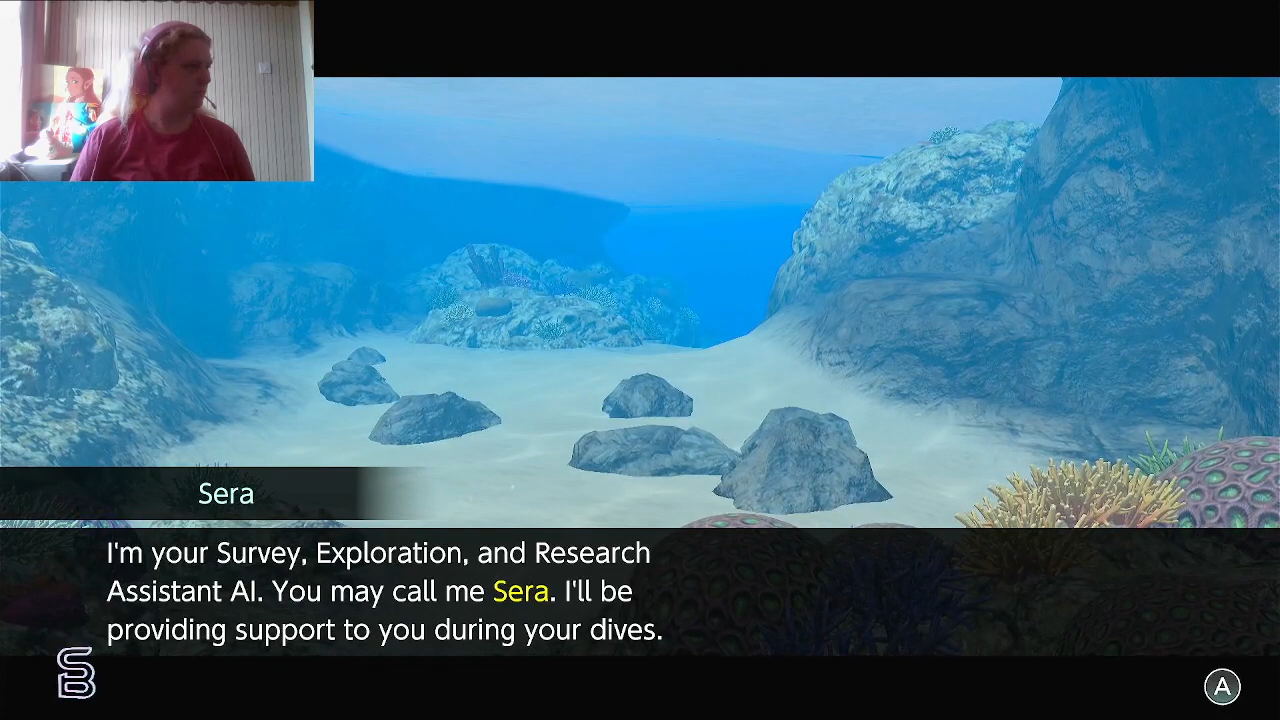 Sera
I'm your Survey, Exploration, and Research
Assistant AI. You may call me Sera. I'll be
providing support to you during your dives.
SB
A